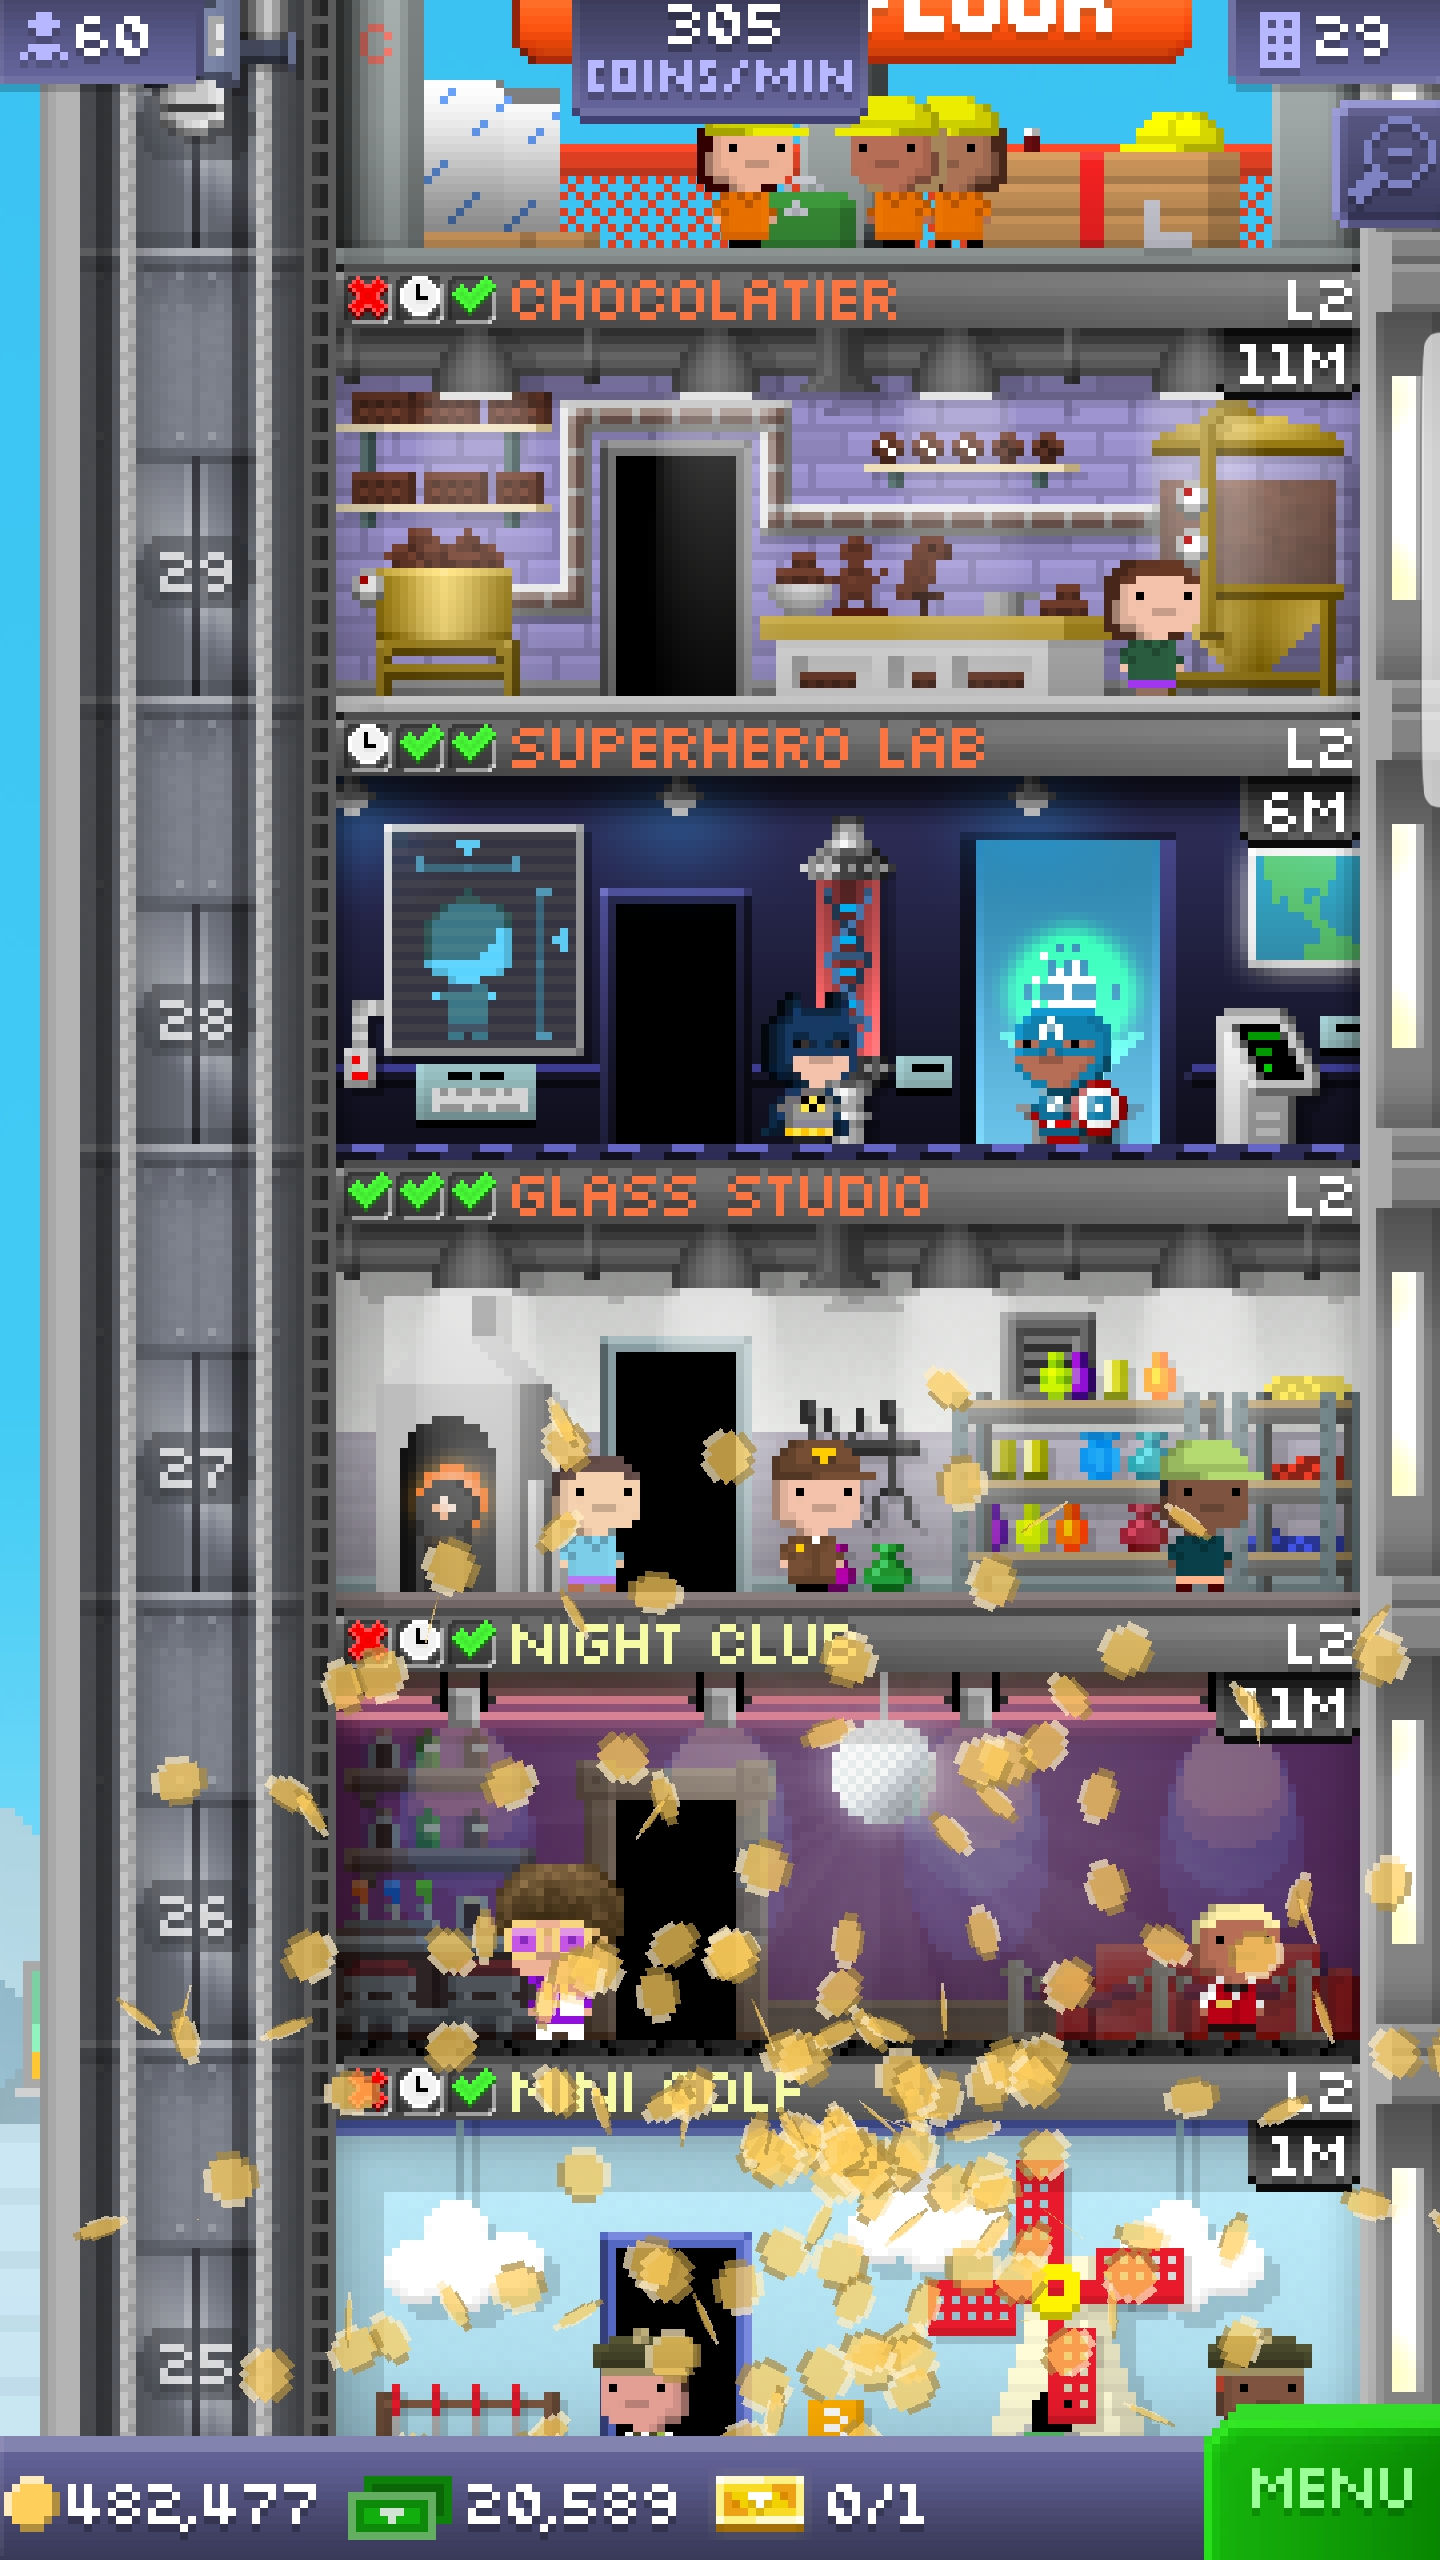 60
305
COINS/MIN
FLOOR
29
CHOCOLATIER L2
11M
29
SUPERHERO LAB L2
6M
28
GLASS STUDIO L2
27
NIGHT CLUB L2
11M
26
MINI GOLF L2
1M
25
3
482,477 20,589 0/1 MENU